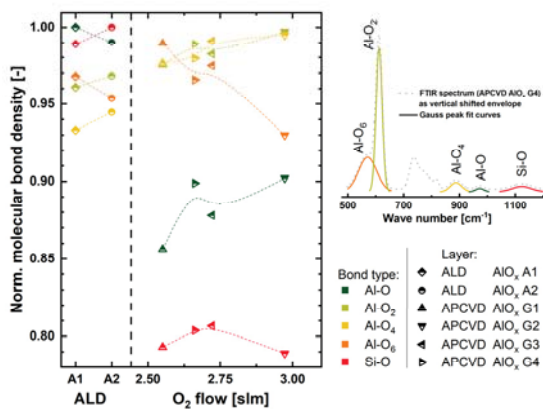 Norm. molecular bond density [-]
1.00
0.95
0.90
0.85
0.80
A1
A2
2.50
2.75
3.00
ALD
O2 flow [slm]
Al-O2
FTIR spectrum (APCVD AlOx G4)
as vertical shifted envelope
Gauss peak fit curves
Al-O6
Al-C4
Al-O
Si-O
500
700
900
1100
Wave number [cm-1]
Bond type:
Al-O
Al-O2
Al-O4
Al-O6
Si-O
Layer:
ALD AlOx A1
ALD AlOx A2
APCVD AlOx G1
APCVD AlOx G2
APCVD AlOx G3
APCVD AlOx G4